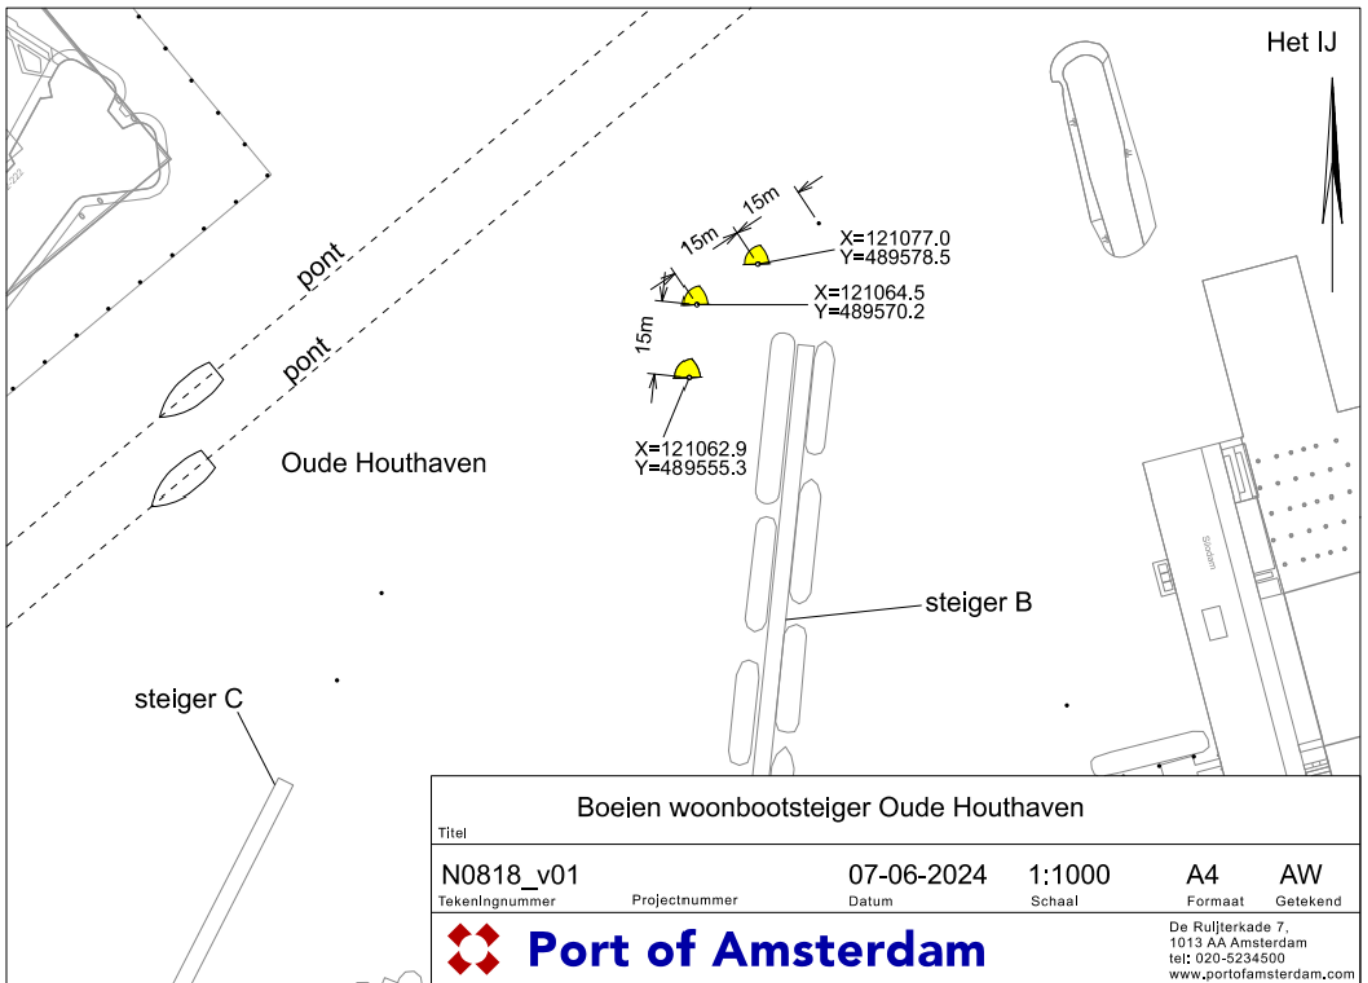 Het IJ
15m
15m
X=121077.0
Y=489578.5
pont
X=121064.5
Y=489570.2
15m
pont
X=121062.9
Y=489555.3
Oude Houthaven
Silodam
steiger B
steiger C
Boeien woonbootsteiger Oude Houthaven
Titel
N0818_v01 07-06-2024 1:1000 A4 AW
Tekeningnummer Projectnummer Datum Schaal Formaat Getekend
Port of Amsterdam
De Ruijterkade 7,
1013 AA Amsterdam
tel: 020-5234500
www.portofamsterdam.com